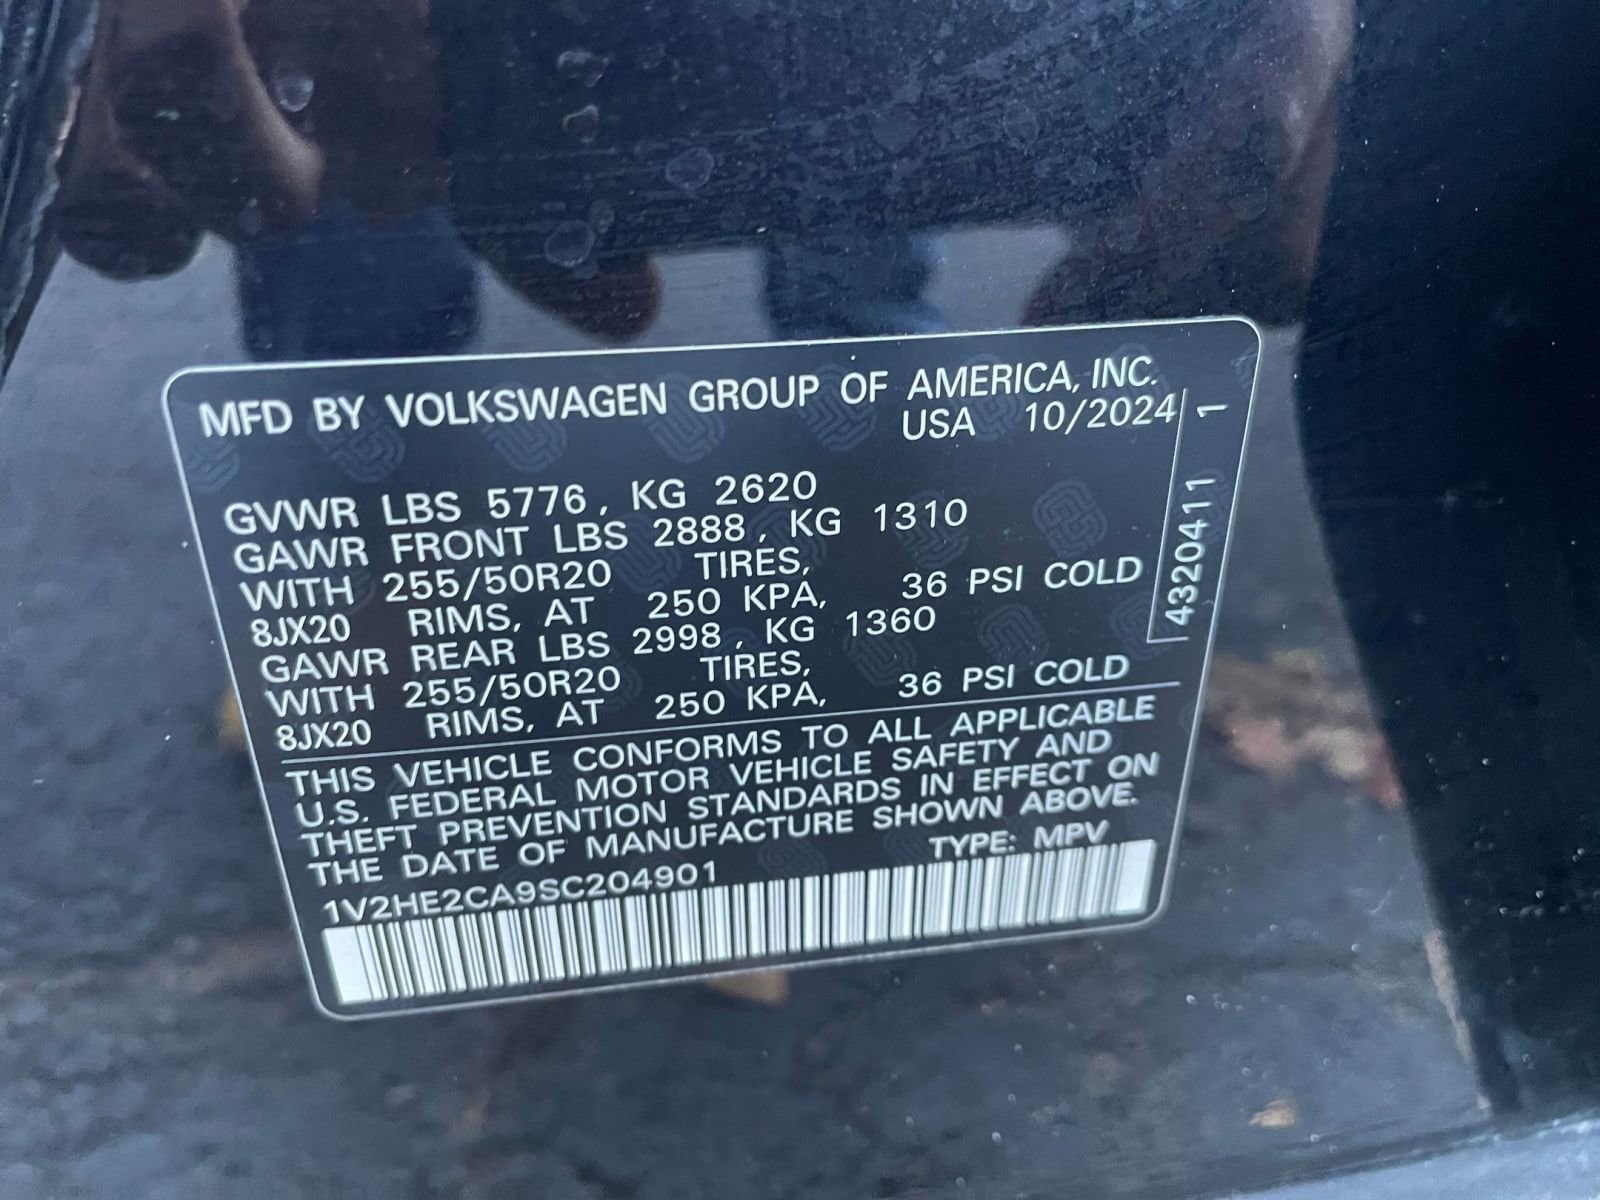 MFD BY VOLKSWAGEN GROUP OF AMERICA, INC.
USA 10/2024
GVWR LBS 5776, KG 2620
GAWR FRONT LBS 2888, KG 1310
WITH 255/50R20 TIRES,
8JX20 RIMS, AT 250 KPA, 36 PSI COLD
GAWR REAR LBS 2998, KG 1360
WITH 255/50R20 TIRES,
8JX20 RIMS, AT 250 KPA, 36 PSI COLD
4320411 1
THIS VEHICLE CONFORMS TO ALL APPLICABLE
U.S. FEDERAL MOTOR VEHICLE SAFETY AND
THEFT PREVENTION STANDARDS IN EFFECT ON
THE DATE OF MANUFACTURE SHOWN ABOVE.
1V2HE2CA9SC204901 TYPE: MPV